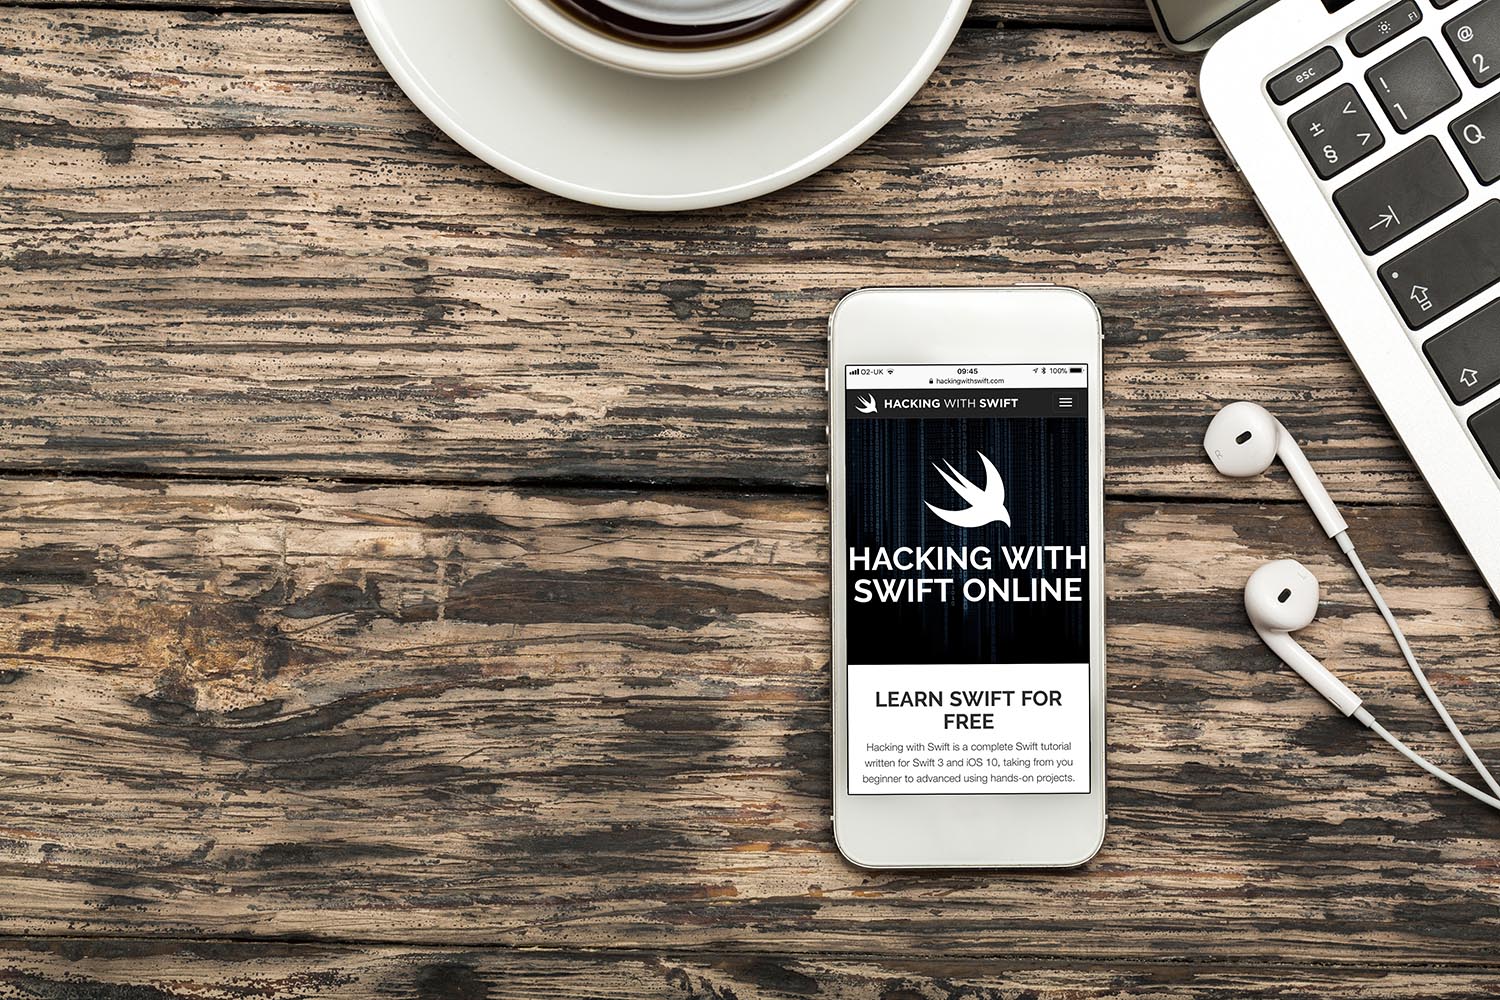 esc
F1
!
1
@
2
±
§
<
>
Q
O2-UK
09:45
100%
hackingwithswift.com
HACKING WITH SWIFT
HACKING WITH
SWIFT ONLINE
LEARN SWIFT FOR
FREE
Hacking with Swift is a complete Swift tutorial
written for Swift 3 and iOS 10, taking from you
beginner to advanced using hands-on projects.
R
L